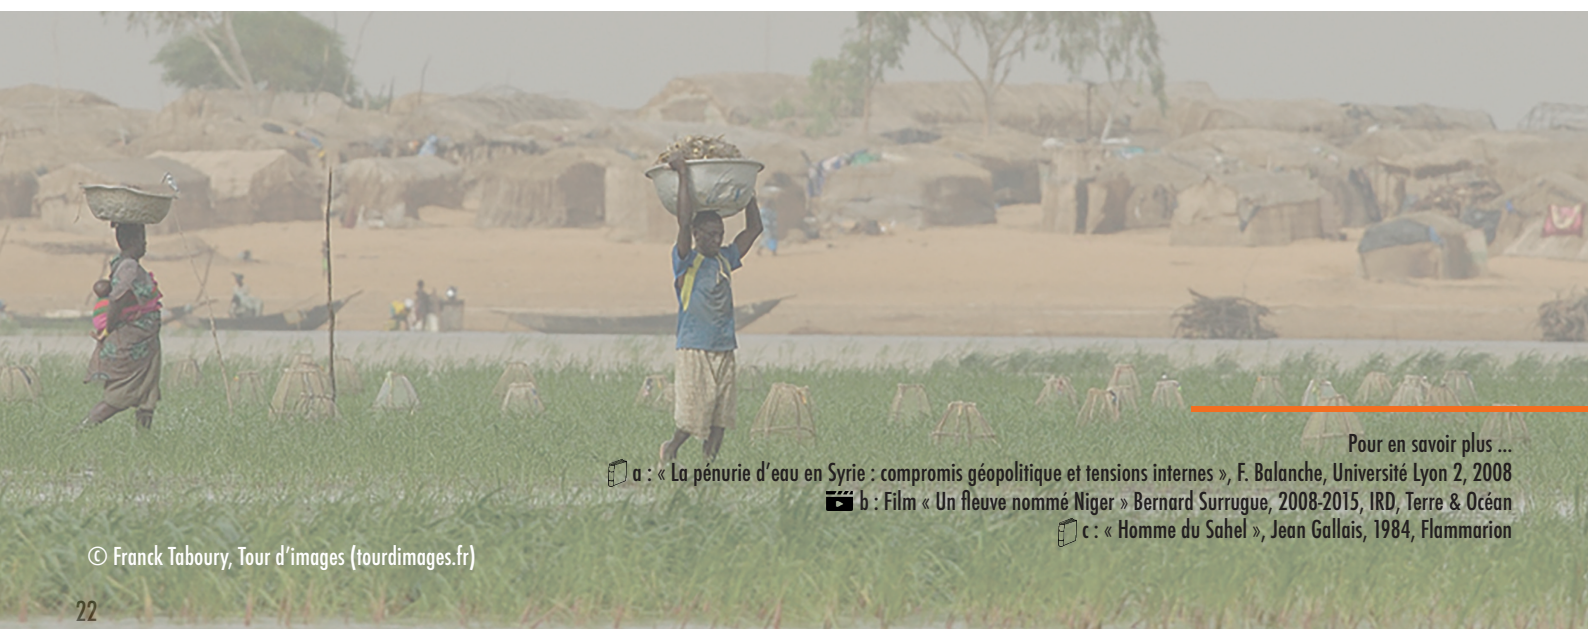 Pour en savoir plus ...
a : « La pénurie d’eau en Syrie : compromis géopolitique et tensions internes », F. Balanche, Université Lyon 2, 2008
b : Film « Un fleuve nommé Niger » Bernard Surrugue, 2008-2015, IRD, Terre & Océan
c : « Homme du Sahel », Jean Gallais, 1984, Flammarion
© Franck Taboury, Tour d’images (tourdimages.fr)
22